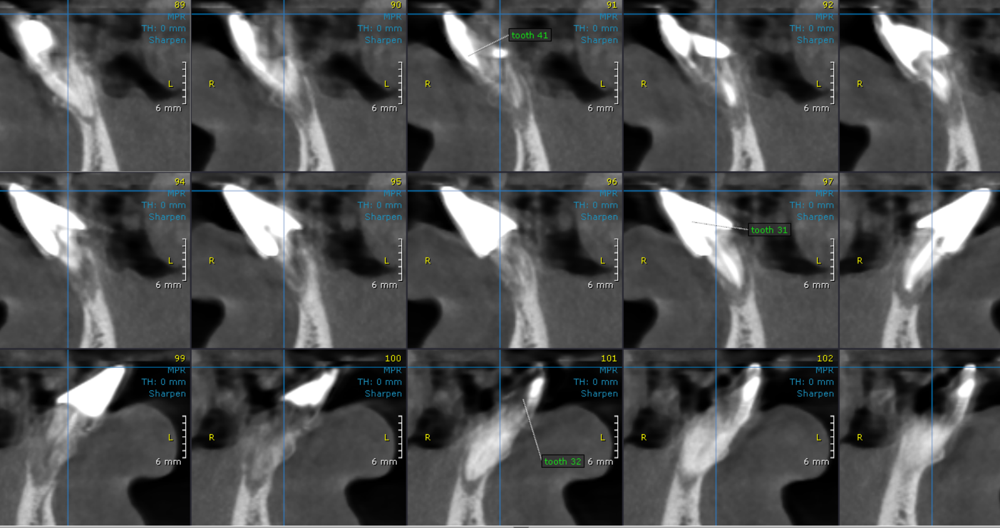 89
MPR
TH: 0 mm
Sharpen
L
6 mm
90
MPR
TH: 0 mm
Sharpen
R
L
6 mm
91
MPR
TH: 0 mm
Sharpen
tooth 41
R
L
6 mm
92
MPR
TH: 0 mm
Sharpen
R
L
6 mm
R
94
MPR
TH: 0 mm
Sharpen
L
6 mm
95
MPR
TH: 0 mm
Sharpen
R
L
6 mm
96
MPR
TH: 0 mm
Sharpen
R
L
6 mm
97
MPR
TH: 0 mm
Sharpen
tooth 31
R
L
6 mm
R
99
MPR
TH: 0 mm
Sharpen
L
6 mm
100
MPR
TH: 0 mm
Sharpen
R
L
6 mm
101
MPR
TH: 0 mm
Sharpen
R
L
tooth 32
6 mm
102
MPR
TH: 0 mm
Sharpen
R
L
6 mm
R